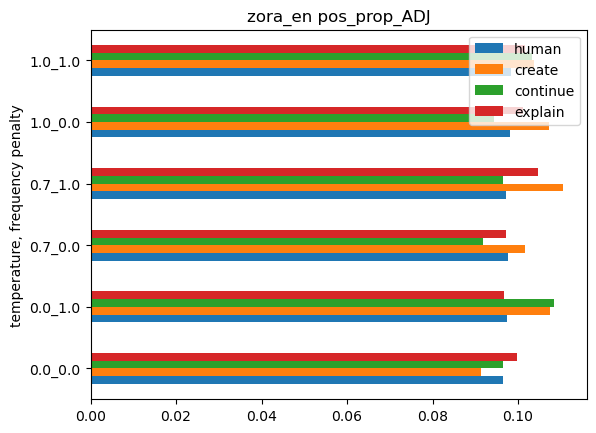 zora_en pos_prop_ADJ
human
create
continue
explain
temperature, frequency penalty
1.0_1.0
1.0_0.0
0.7_1.0
0.7_0.0
0.0_1.0
0.0_0.0
0.00 0.02 0.04 0.06 0.08 0.10